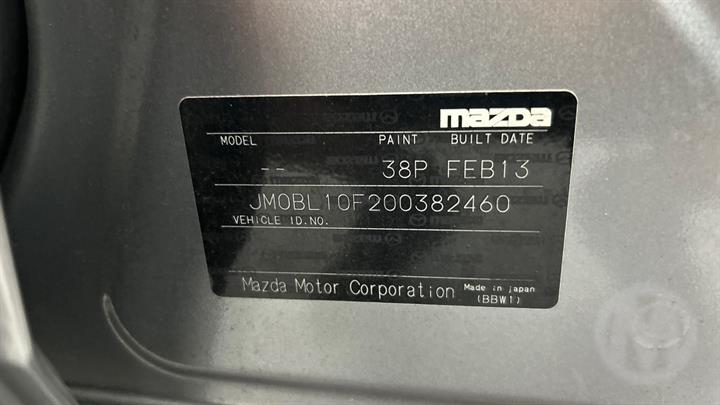 mazda
MODEL PAINT BUILT DATE
-- 38P FEB13
JM0BL10F200382460
VEHICLE ID.NO.
Mazda Motor Corporation Made in japan
(BBW1)